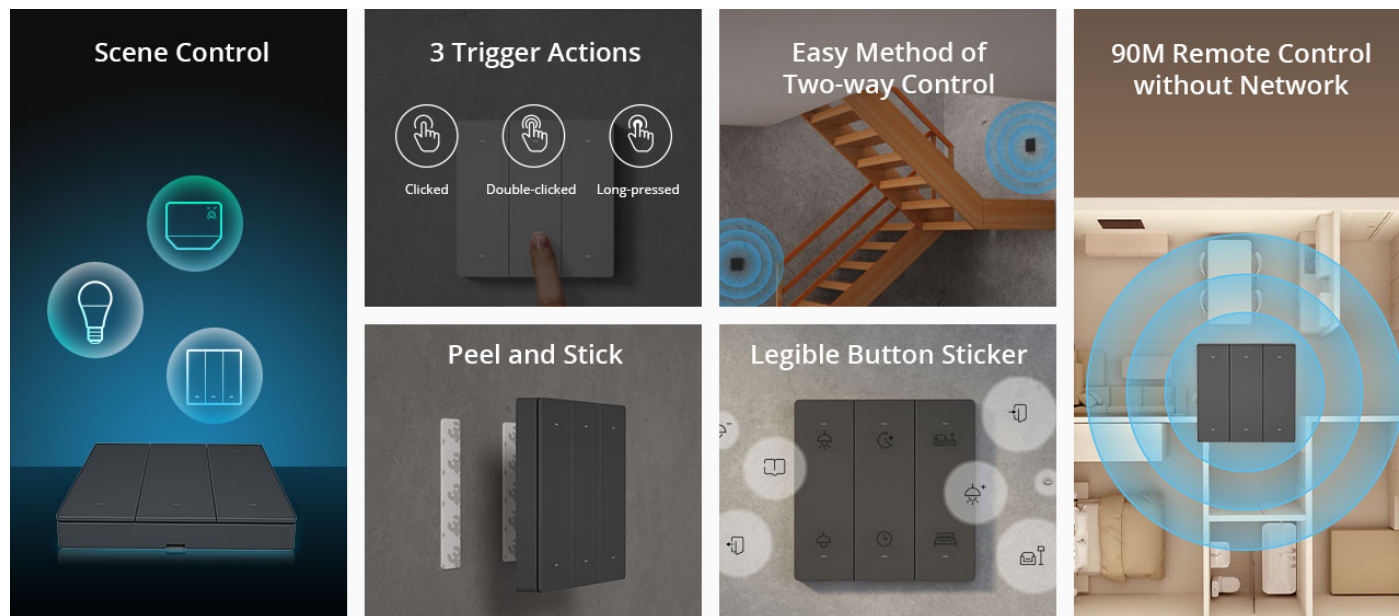 Scene Control
3 Trigger Actions
Clicked
Double-clicked
Long-pressed
Easy Method of
Two-way Control
90M Remote Control
without Network
Peel and Stick
Legible Button Sticker